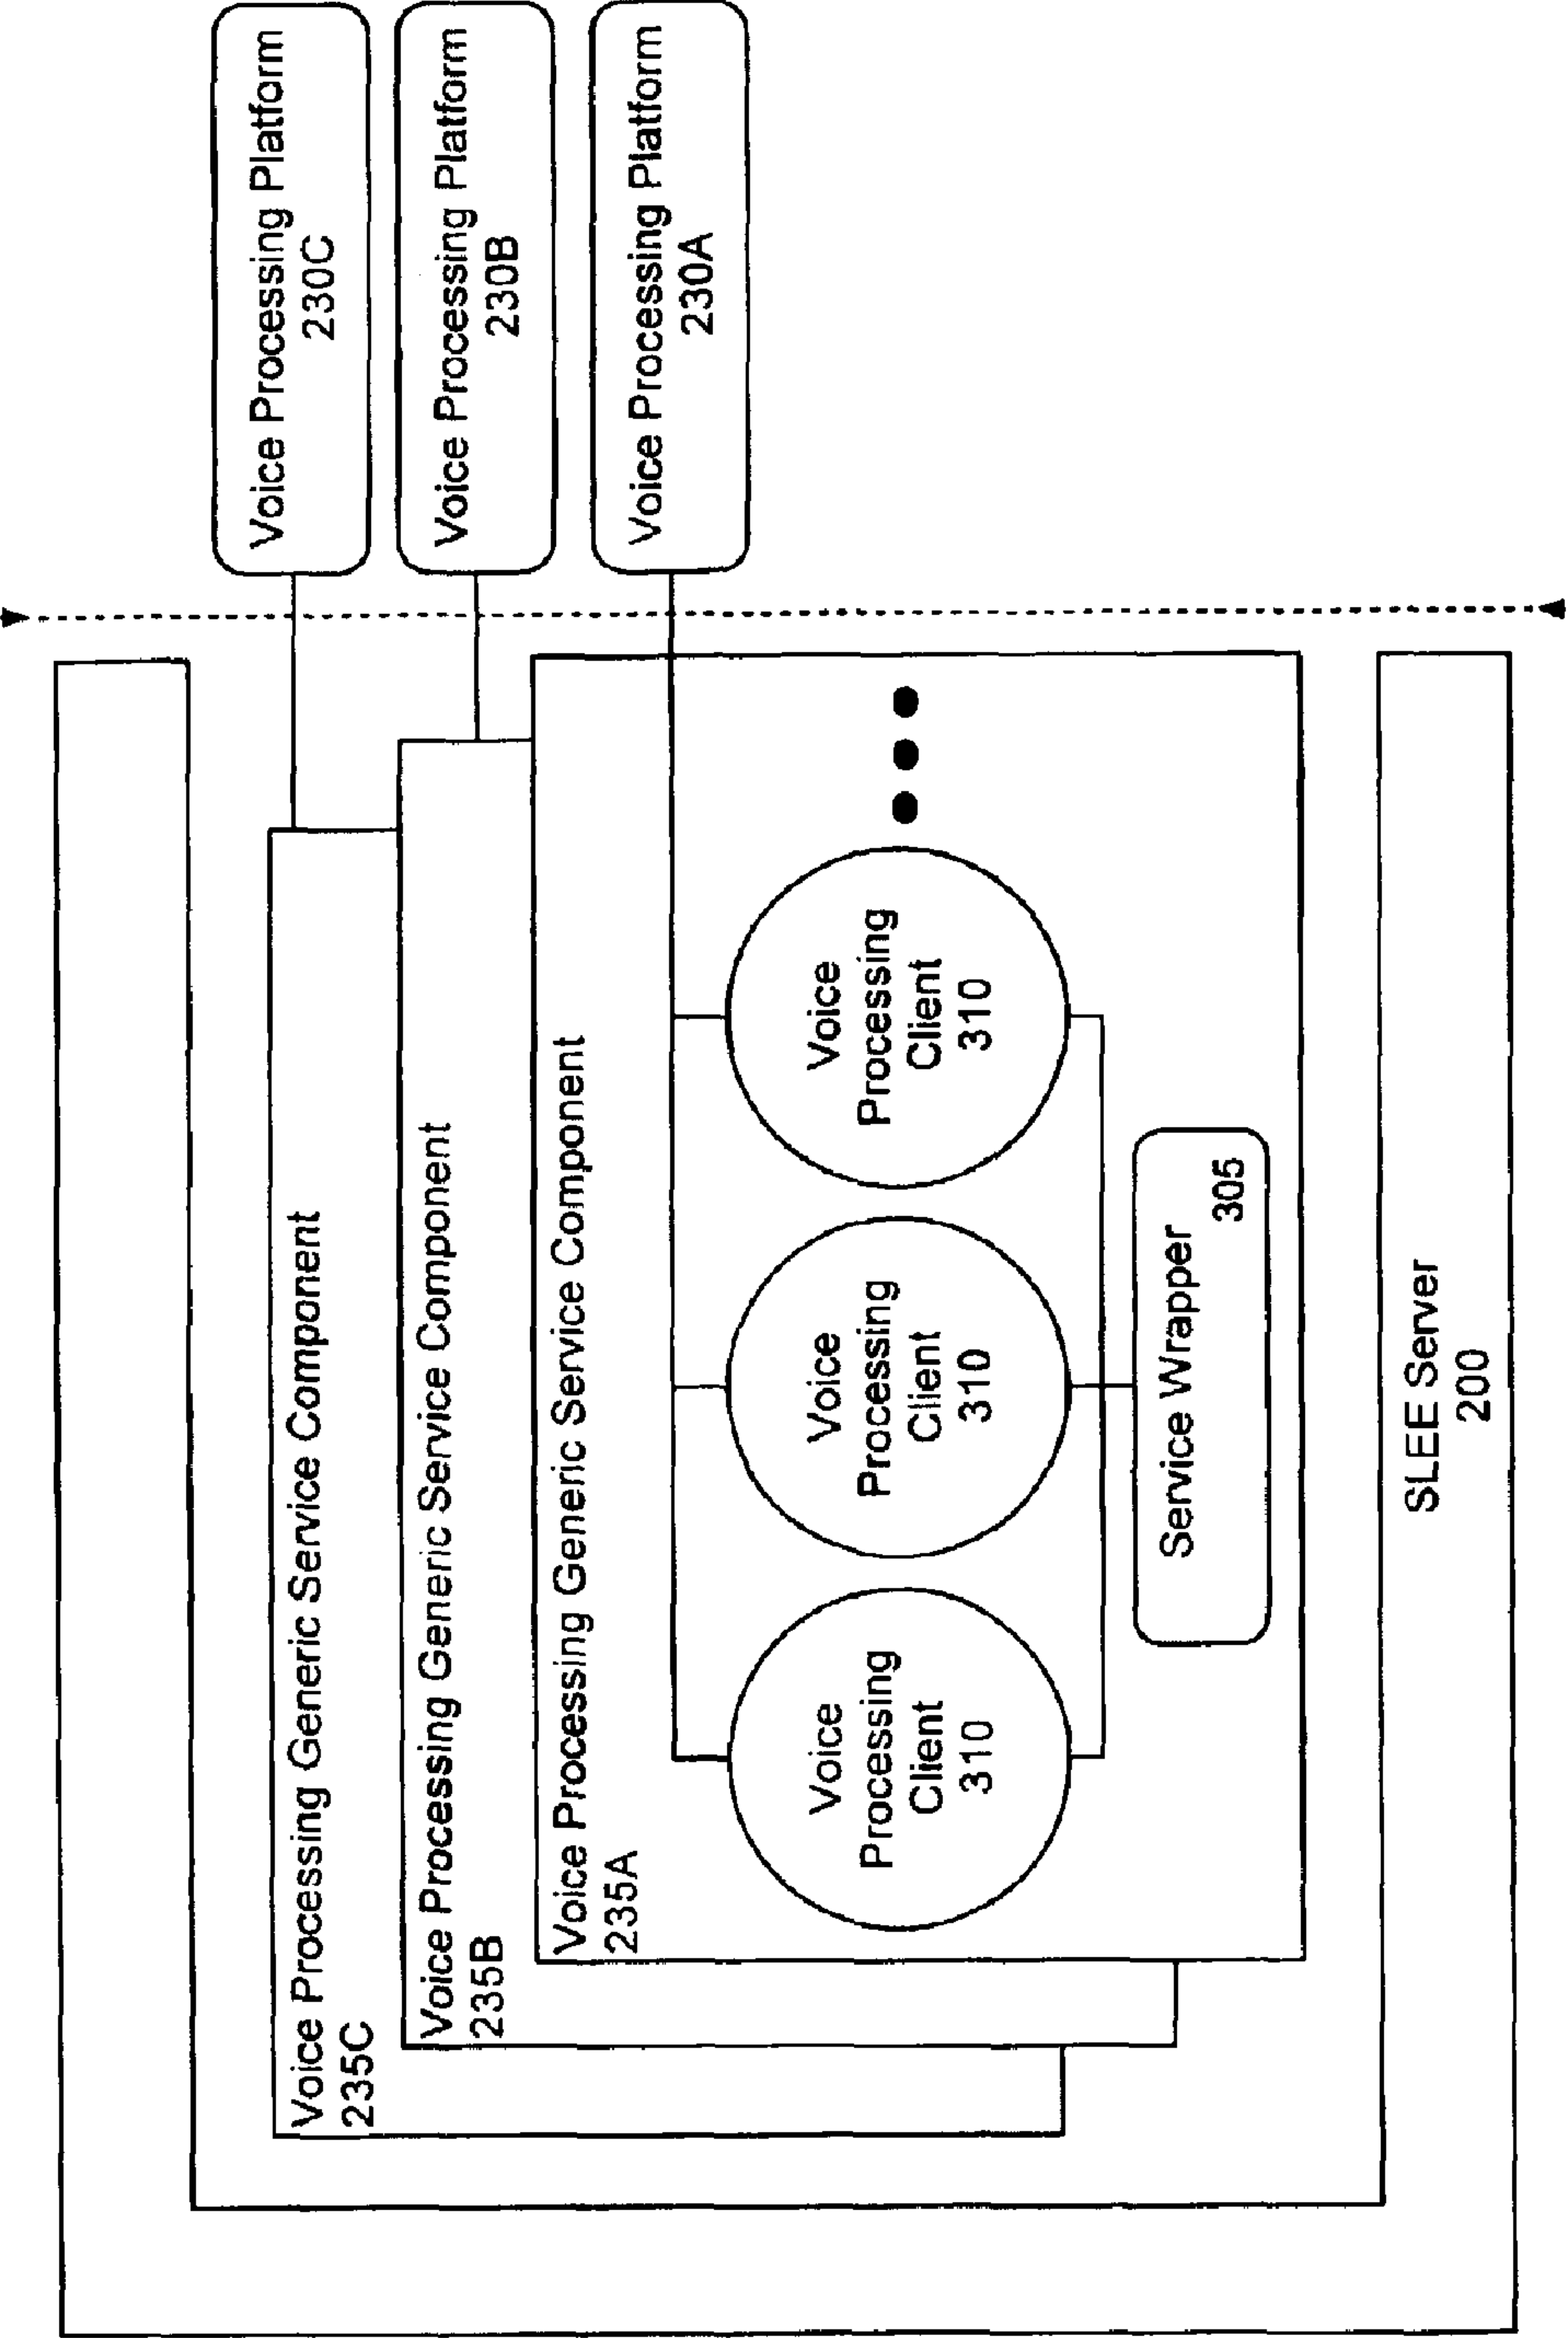 Voice Processing Platform
230C
Voice Processing Platform
230B
Voice Processing Platform
230A
Voice Processing Generic Service Component
235C
Voice Processing Generic Service Component
235B
Voice Processing Generic Service Component
235A
Voice
Processing
Client
310
Voice
Processing
Client
310
Voice
Processing
Client
310
Service Wrapper
305
SLEE Server
200